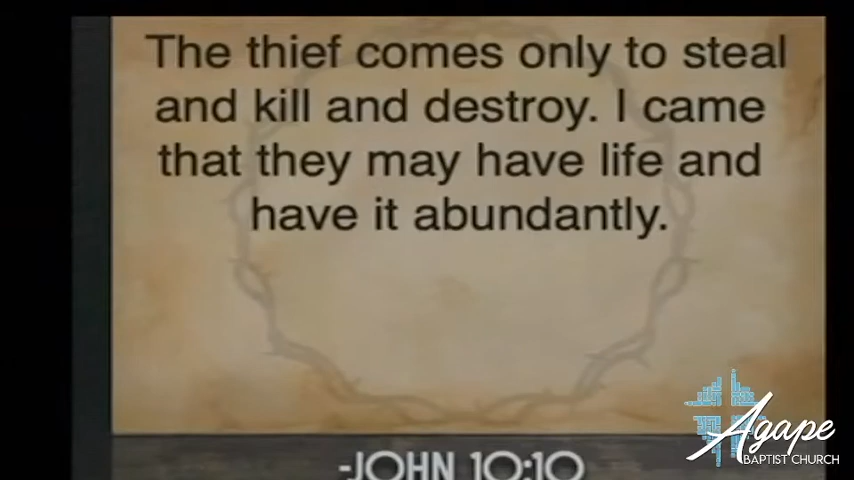 The thief comes only to steal
and kill and destroy. I came
that they may have life and
have it abundantly.
-JOHN 10:10
Agape
BAPTIST CHURCH